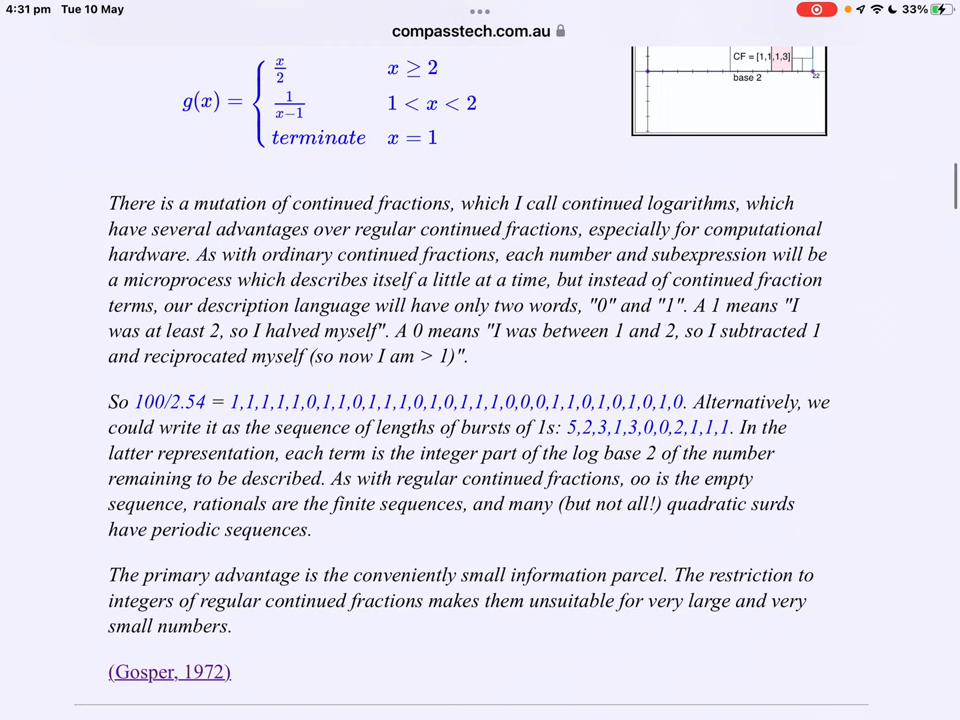 4:31 pm Tue 10 May
33%
compassstech.com.au
CF = [1,1,1,3]
base 2
22
g(x) = { x/2 x ≥ 2
1/(x−1) 1 < x < 2
terminate x = 1
There is a mutation of continued fractions, which I call continued logarithms, which
have several advantages over regular continued fractions, especially for computational
hardware. As with ordinary continued fractions, each number and subexpression will be
a microprocess which describes itself a little at a time, but instead of continued fraction
terms, our description language will have only two words, "0" and "1". A 1 means "I
was at least 2, so I halved myself". A 0 means "I was between 1 and 2, so I subtracted 1
and reciprocated myself (so now I am > 1)".
So 100/2.54 = 1,1,1,1,1,0,1,1,0,1,1,1,0,1,0,1,1,1,0,0,0,1,1,0,1,0,1,0,1,0. Alternatively, we
could write it as the sequence of lengths of bursts of 1s: 5,2,3,1,3,0,0,2,1,1,1. In the
latter representation, each term is the integer part of the log base 2 of the number
remaining to be described. As with regular continued fractions, oo is the empty
sequence, rationals are the finite sequences, and many (but not all!) quadratic surds
have periodic sequences.
The primary advantage is the conveniently small information parcel. The restriction to
integers of regular continued fractions makes them unsuitable for very large and very
small numbers.
(Gosper, 1972)